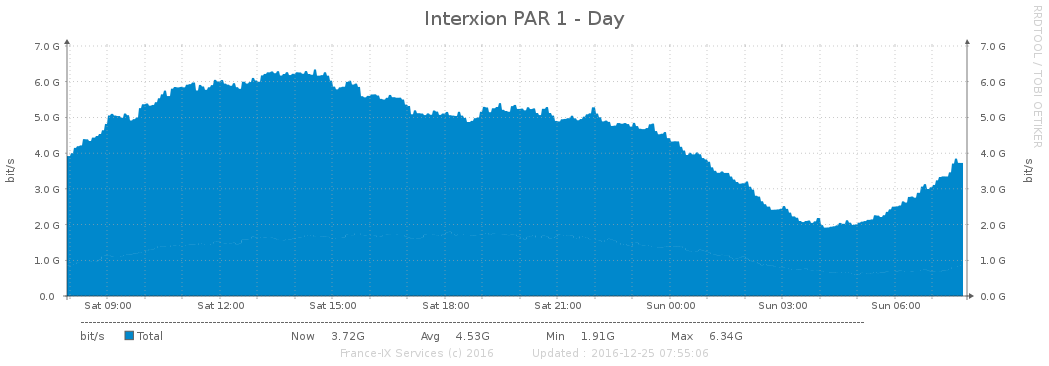 Interxion PAR 1 - Day
RRDTOOL / TOBI OETIKER
bit/s
bit/s
7.0 G 7.0 G
6.0 G 6.0 G
5.0 G 5.0 G
4.0 G 4.0 G
3.0 G 3.0 G
2.0 G 2.0 G
1.0 G 1.0 G
0.0 0.0 G
Sat 09:00 Sat 12:00 Sat 15:00 Sat 18:00 Sat 21:00 Sun 00:00 Sun 03:00 Sun 06:00
bit/s Total Now 3.72G Avg 4.53G Min 1.91G Max 6.34G
France-IX Services (c) 2016 Updated : 2016-12-25 07:55:06